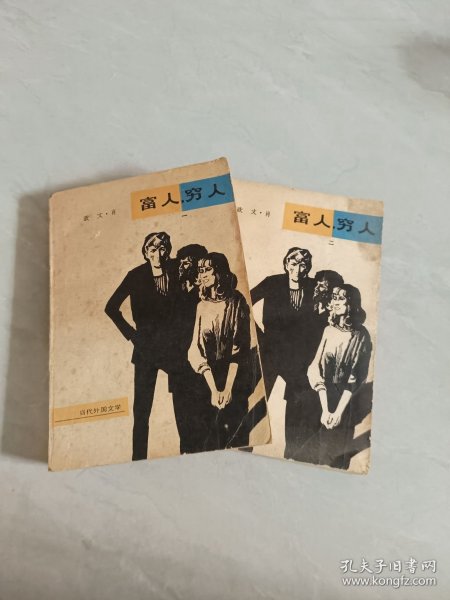 富人,穷人
欧文·肖
一
当代外国文学
富人,穷人
欧文·肖
二
孔夫子旧书网
www.kongfz.com